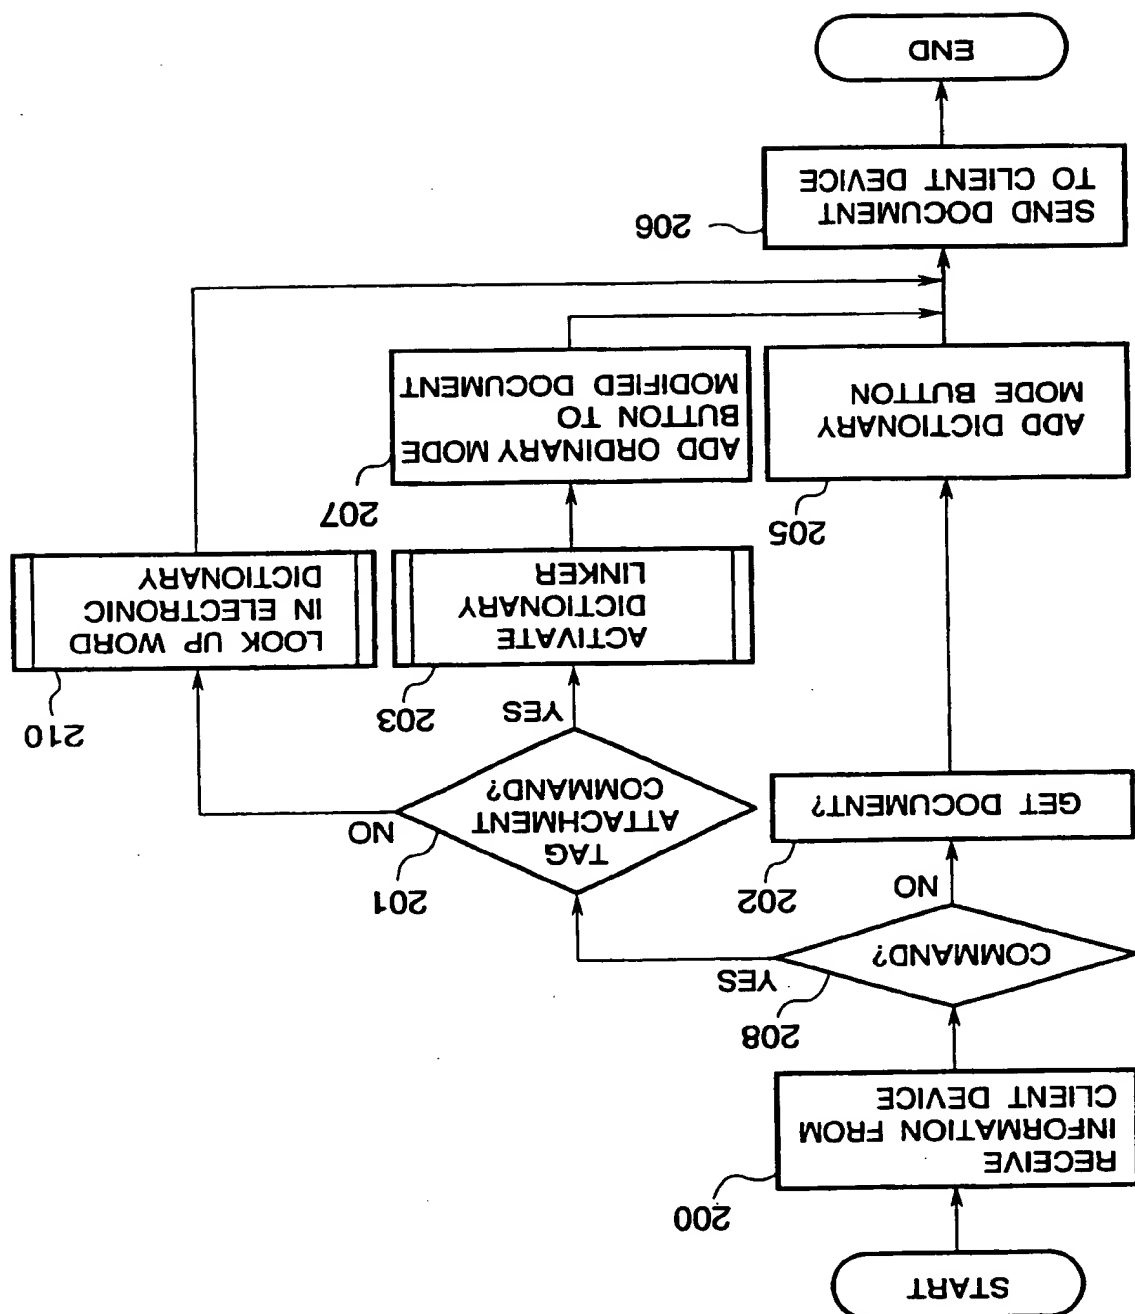 START
200
RECEIVE
INFORMATION FROM
CLIENT DEVICE
208
COMMAND?
YES
NO
202
GET DOCUMENT?
201
TAG
ATTACHMENT
COMMAND?
NO
YES
203
ACTIVATE
DICTIONARY
LINKER
210
LOOK UP WORD
IN ELECTRONIC
DICTIONARY
205
ADD DICTIONARY
MODE BUTTON
207
ADD ORDINARY MODE
BUTTON TO
MODIFIED DOCUMENT
206
SEND DOCUMENT
TO CLIENT DEVICE
END